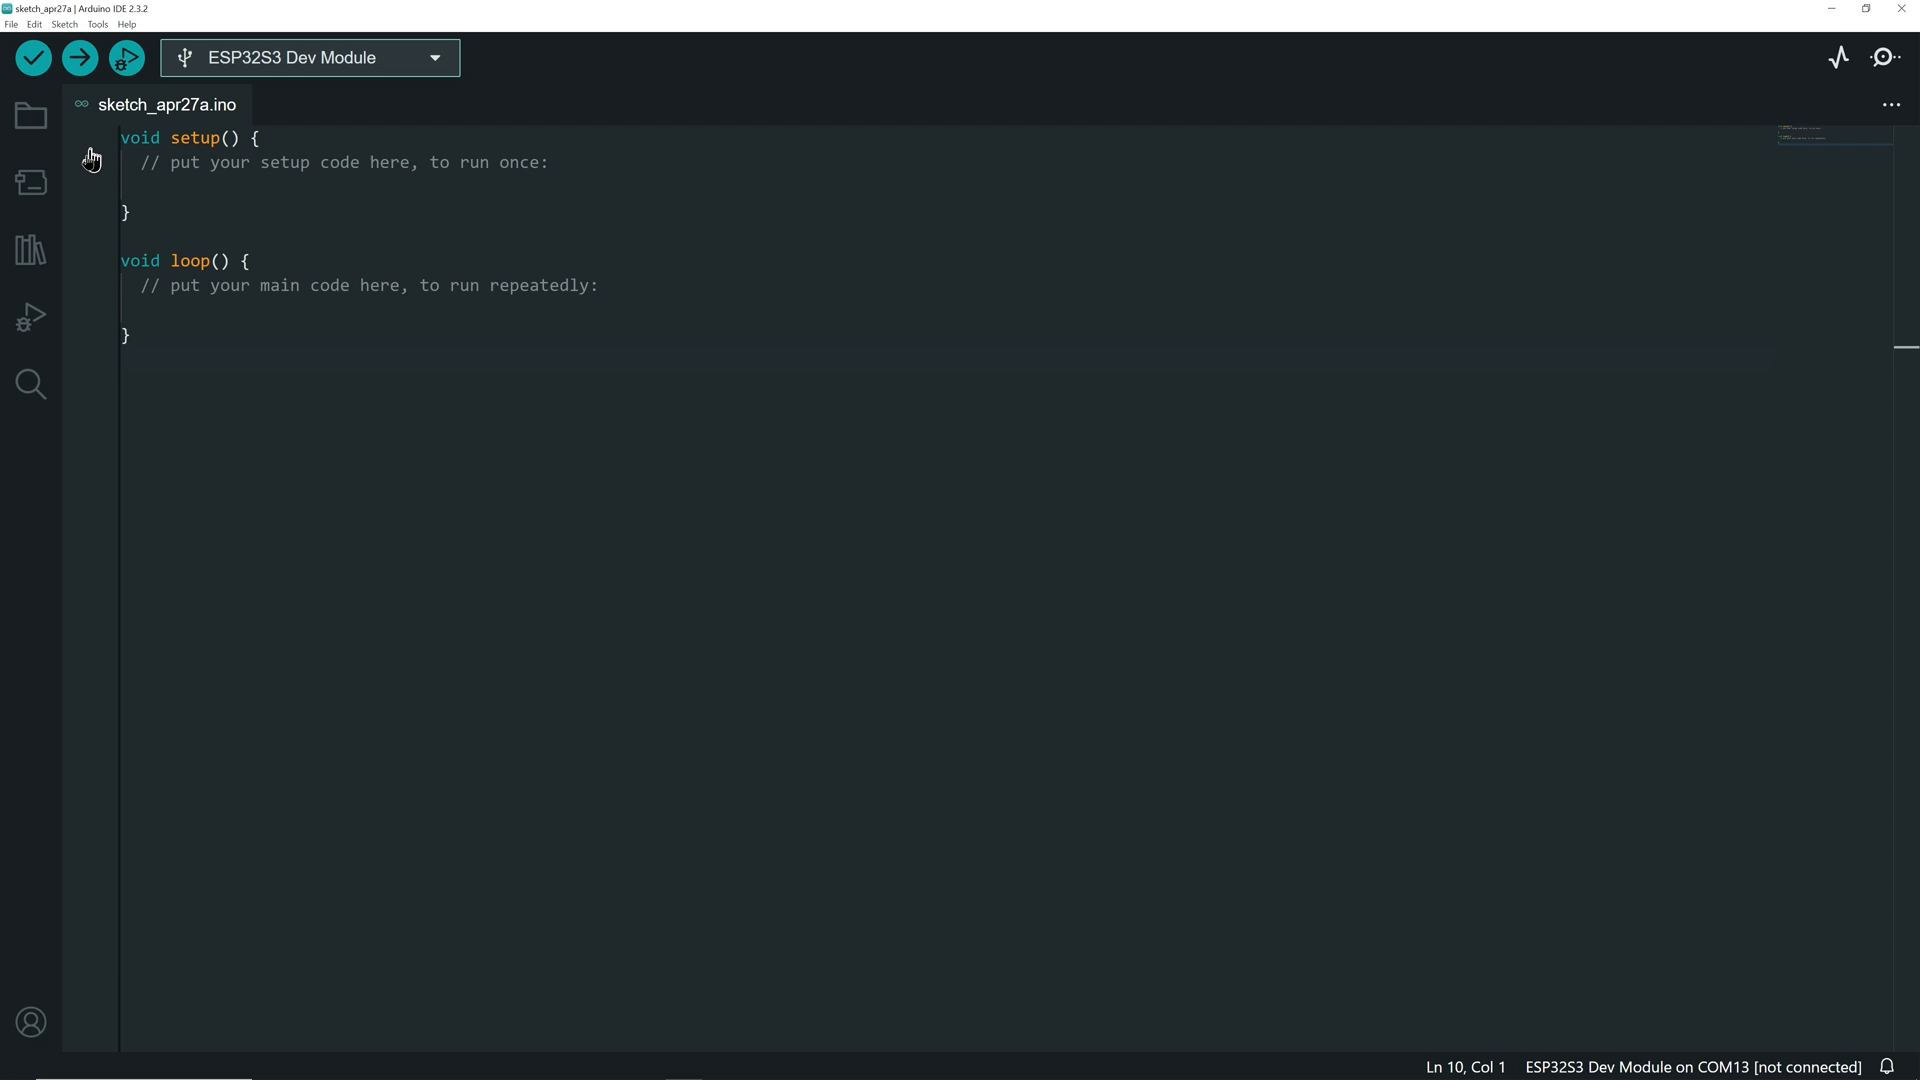 sketch_apr27a | Arduino IDE 2.3.2
File Edit Sketch Tools Help
ESP32S3 Dev Module
sketch_apr27a.ino
void setup() {
// put your setup code here, to run once:
}
void loop() {
// put your main code here, to run repeatedly:
}
Ln 10, Col 1 ESP32S3 Dev Module on COM13 [not connected]